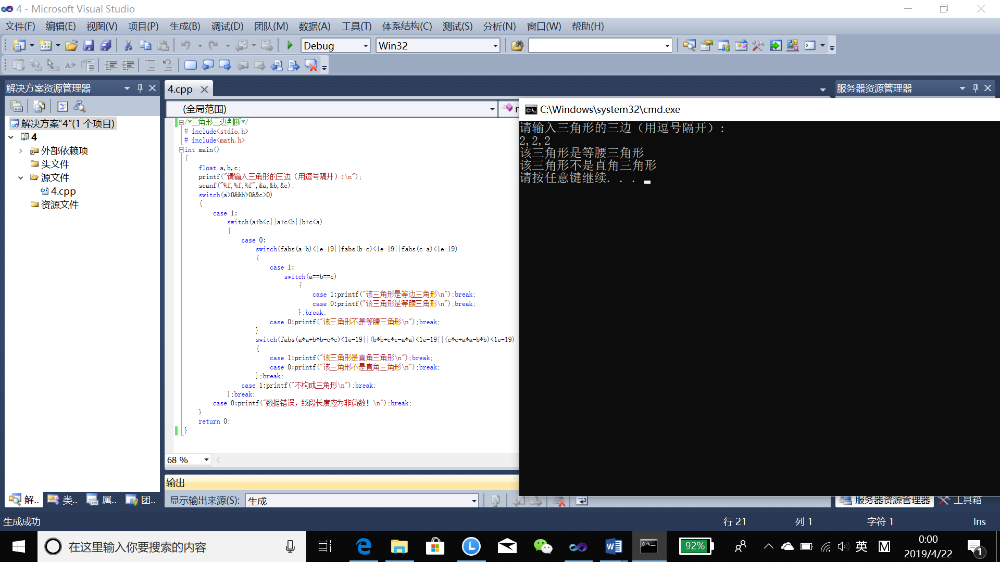 4 - Microsoft Visual Studio
文件(F) 编辑(E) 视图(V) 项目(P) 生成(B) 调试(D) 团队(M) 数据(A) 工具(T) 体系结构(C) 测试(S) 分析(N) 窗口(W) 帮助(H)
Debug Win32
解决方案资源管理器
4.cpp
服务器资源管理器
(全局范围)
解决方案“4”(1 个项目)
4
外部依赖项
头文件
源文件
4.cpp
资源文件
/*三角形三边判断*/
# include<stdio.h>
# include<math.h>
int main()
{
float a,b,c;
printf("请输入三角形的三边（用逗号隔开）:\n");
scanf("%f,%f,%f",&a,&b,&c);
switch(a>0&&b>0&&c>0)
{
case 1:
switch(a+b<c||a+c<b||b+c<a)
{
case 0:
switch(fabs(a-b)<1e-19||fabs(b-c)<1e-19||fabs(c-a)<1e-19)
{
case 1:
switch(a==b==c)
{
case 1:printf("该三角形是等边三角形\n");break;
case 0:printf("该三角形是等腰三角形\n");break;
};break;
case 0:printf("该三角形不是等腰三角形\n");break;
}
switch(fabs(a*a+b*b-c*c)<1e-19||(b*b+c*c-a*a)<1e-19||(c*c+a*a-b*b)<1e-19)
{
case 1:printf("该三角形是直角三角形\n");break;
case 0:printf("该三角形不是直角三角形\n");break;
};break;
case 1:printf("不构成三角形\n");break;
};break;
case 0:printf("数据错误，线段长度应为非负数！\n");break;
}
return 0;
}
68 %
C:\Windows\system32\cmd.exe
请输入三角形的三边（用逗号隔开）:
2,2,2
该三角形是等腰三角形
该三角形不是直角三角形
请按任意键继续. . .
输出
显示输出来源(S): 生成
解.. 类.. 属.. 团..
服务器资源管理器 工具箱
生成成功
行 21 列 1 字符 1 Ins
在这里输入你要搜索的内容
92%
英 M
0:00
2019/4/22
1